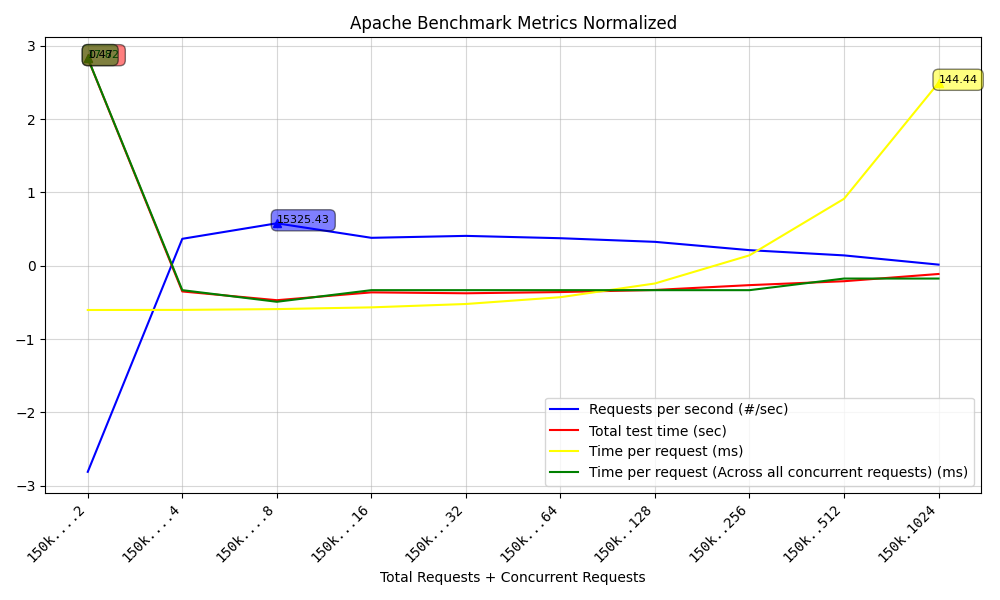 Apache Benchmark Metrics Normalized
3
2
1
0
−1
−2
−3
0.47
15325.43
144.44
Requests per second (#/sec)
Total test time (sec)
Time per request (ms)
Time per request (Across all concurrent requests) (ms)
150k....2
150k....4
150k....8
150k...16
150k...32
150k...64
150k..128
150k..256
150k..512
150k.1024
Total Requests + Concurrent Requests